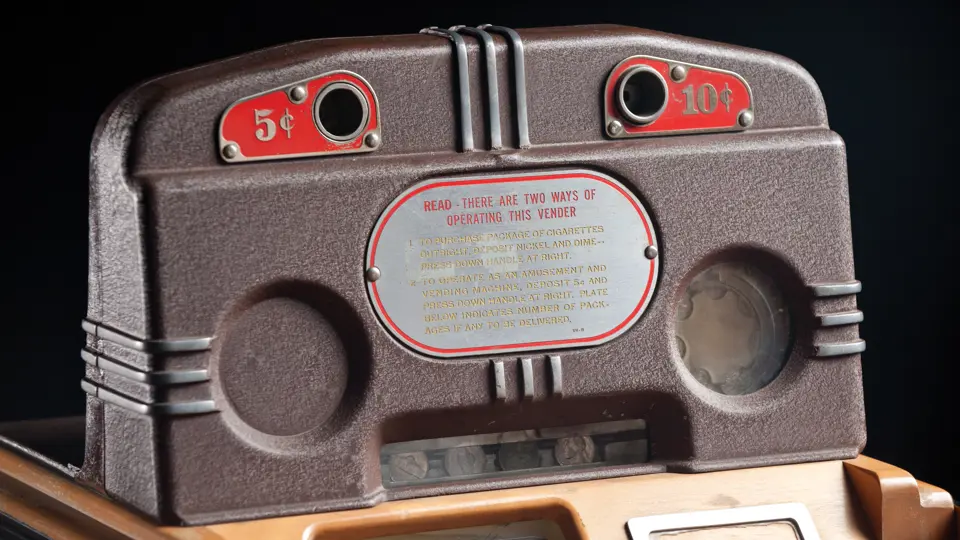 5¢
10¢
READ - THERE ARE TWO WAYS OF
OPERATING THIS VENDER
1. TO PURCHASE PACKAGE OF CIGARETTES
OUTRIGHT, DEPOSIT NICKEL AND DIME--
PRESS DOWN HANDLE AT RIGHT.
2. TO OPERATE AS AN AMUSEMENT AND
VENDING MACHINE, DEPOSIT 5¢ AND
PRESS DOWN HANDLE AT RIGHT. PLATE
BELOW INDICATES NUMBER OF PACK-
AGES IF ANY TO BE DELIVERED.